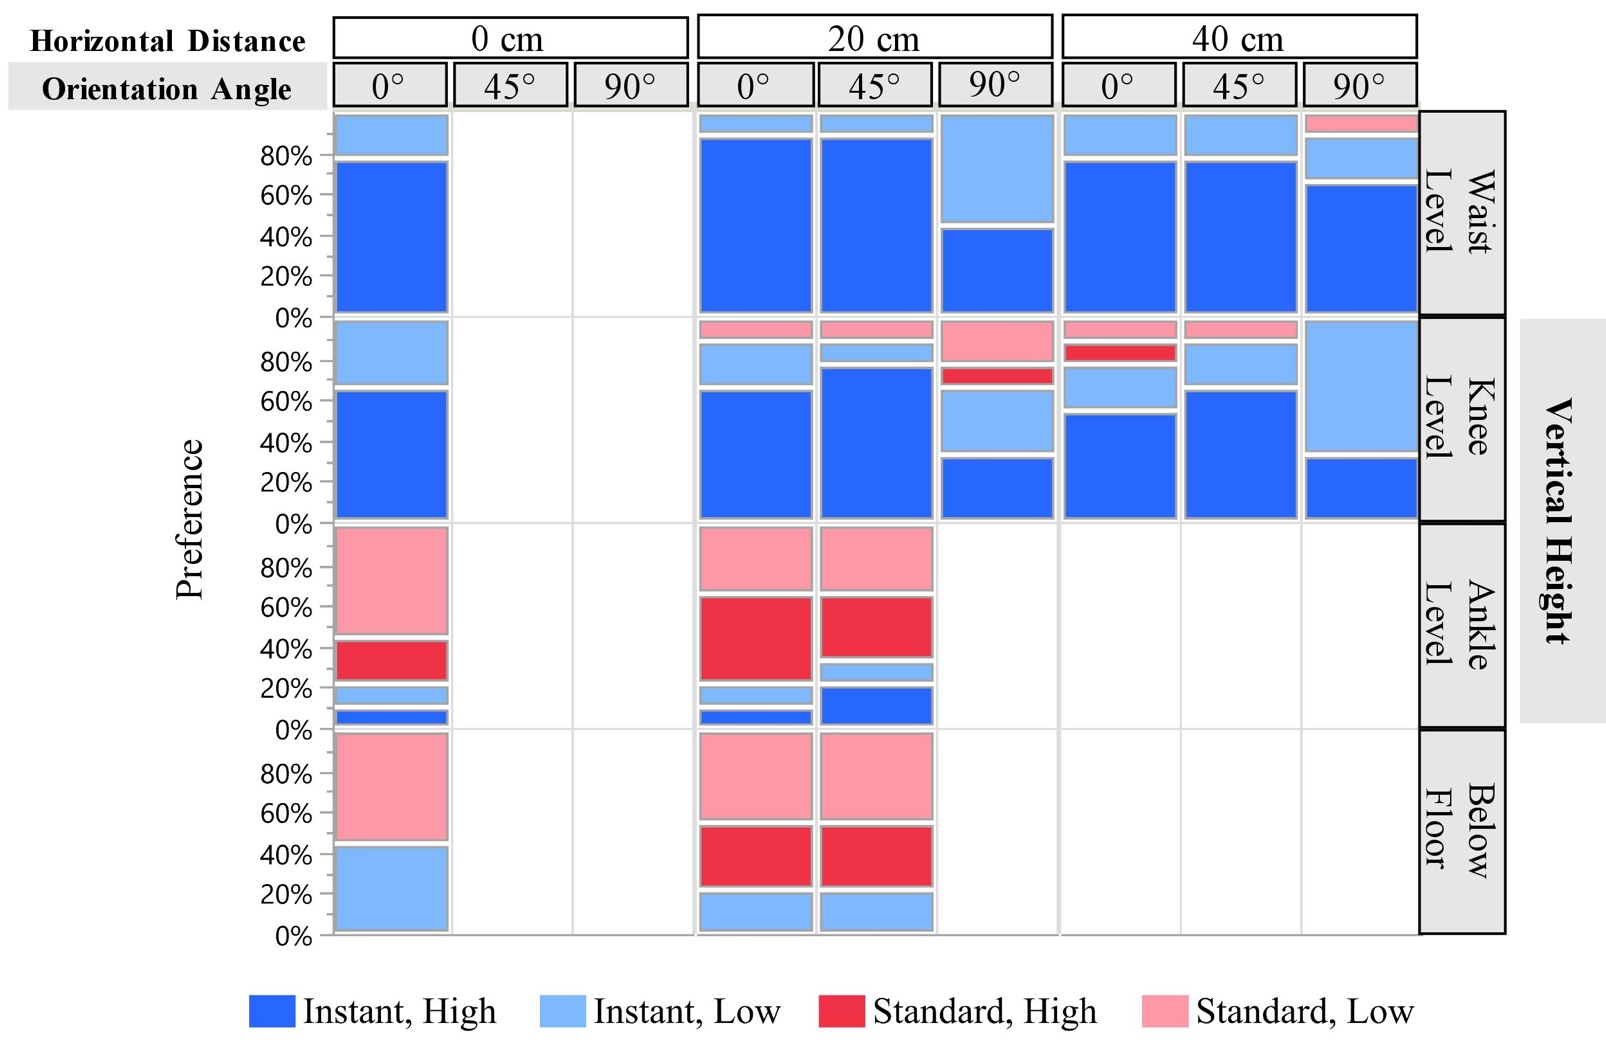 Horizontal Distance 0 cm 20 cm 40 cm
Orientation Angle 0° 45° 90° 0° 45° 90° 0° 45° 90°
80%
60%
40%
20%
0%
Waist
Level
80%
60%
40%
20%
0%
Knee
Level
80%
60%
40%
20%
0%
Ankle
Level
80%
60%
40%
20%
0%
Below
Floor
Preference
Vertical Height
Instant, High Instant, Low Standard, High Standard, Low